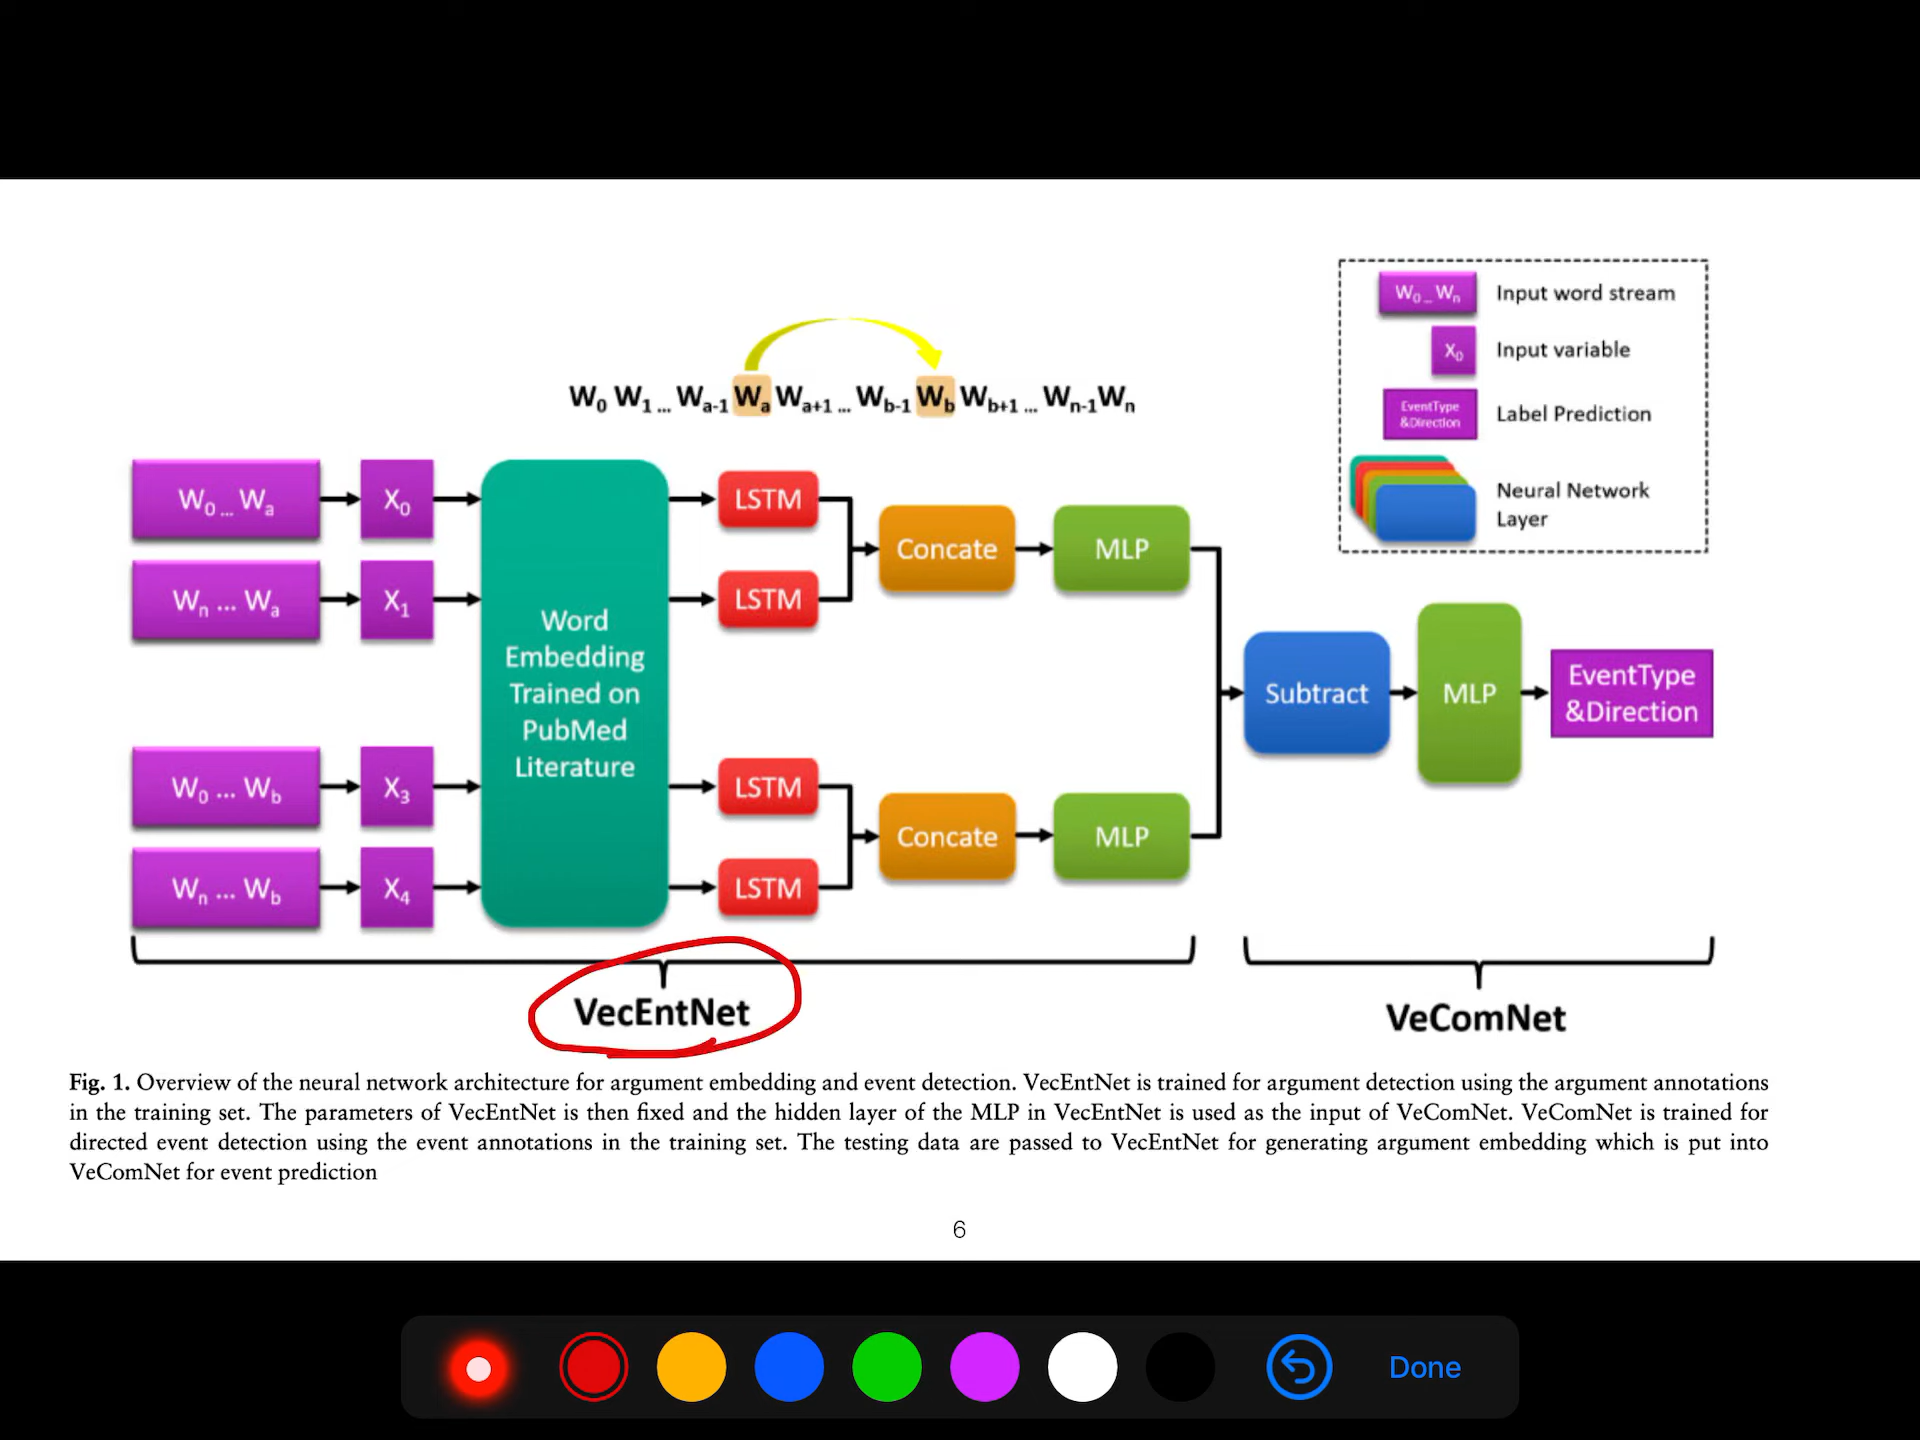 W0 _ Wn Input word stream
X0 Input variable
EventType
&Direction
Label Prediction
Neural Network
Layer
W0 W1 ... Wa-1 Wa Wa+1 ... Wb-1 Wb Wb+1 ... Wn-1 Wn
W0 ... Wa X0 LSTM
Concate MLP
Wn ... Wa X1 LSTM
Word
Embedding
Trained on
PubMed
Literature
Subtract MLP
EventType
&Direction
W0 ... Wb X3 LSTM
Concate MLP
Wn ... Wb X4 LSTM
VecEntNet VeComNet
Fig. 1. Overview of the neural network architecture for argument embedding and event detection. VecEntNet is trained for argument detection using the argument annotations
in the training set. The parameters of VecEntNet is then fixed and the hidden layer of the MLP in VecEntNet is used as the input of VeComNet. VeComNet is trained for
directed event detection using the event annotations in the training set. The testing data are passed to VecEntNet for generating argument embedding which is put into
VeComNet for event prediction
6
Done